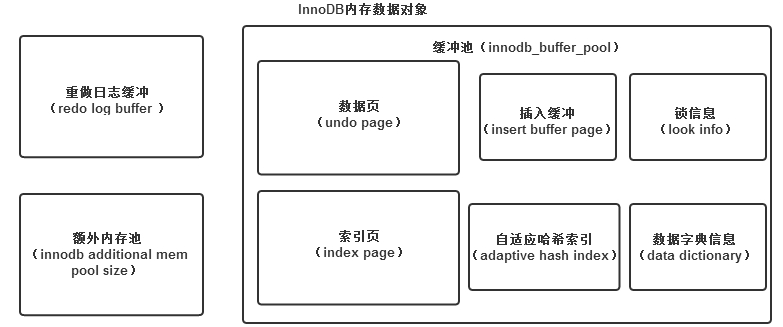 InnoDB内存数据对象
重做日志缓冲
（redo log buffer ）
额外内存池
（innodb additional mem
pool size）
缓冲池（innodb_buffer_pool）
数据页
（undo page）
插入缓冲
（insert buffer page）
锁信息
（look info）
索引页
（index page）
自适应哈希索引
（adaptive hash index）
数据字典信息
（data dictionary）